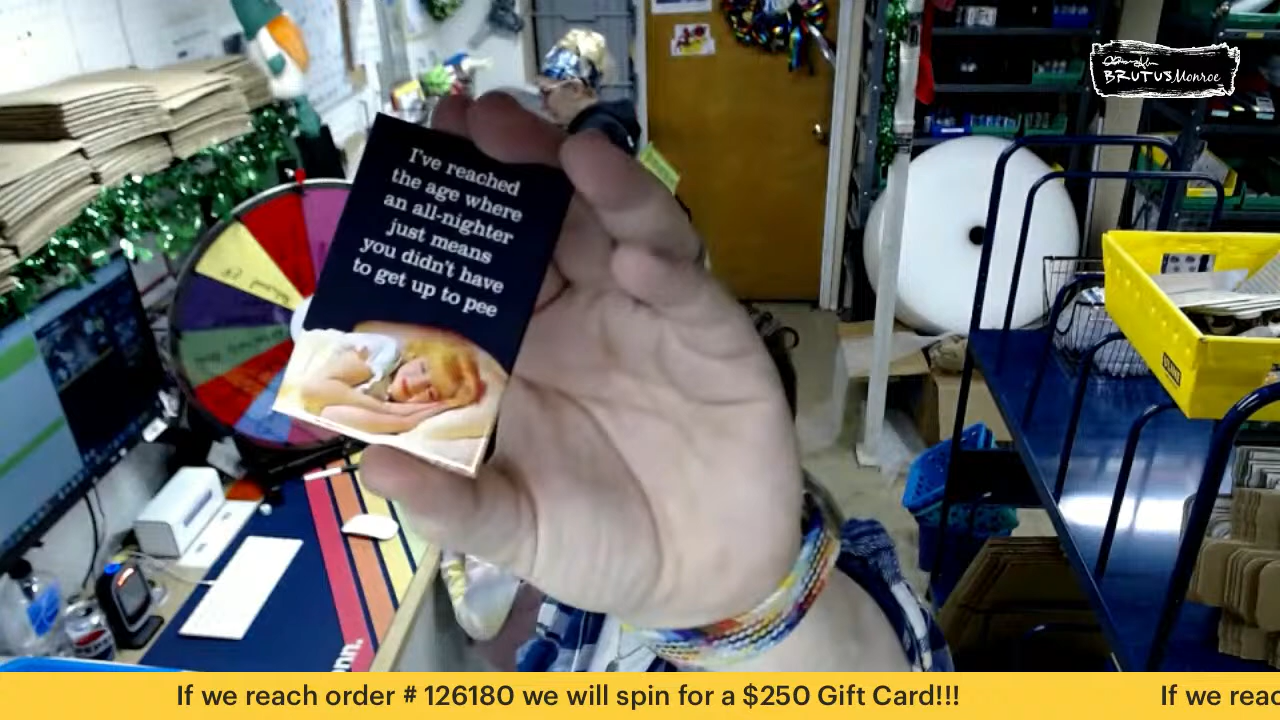 BRUTUS Monroe
I've reached
the age where
an all-nighter
just means
you didn't have
to get up to pee
nn.
If we reach order # 126180 we will spin for a $250 Gift Card!!!
If we reac